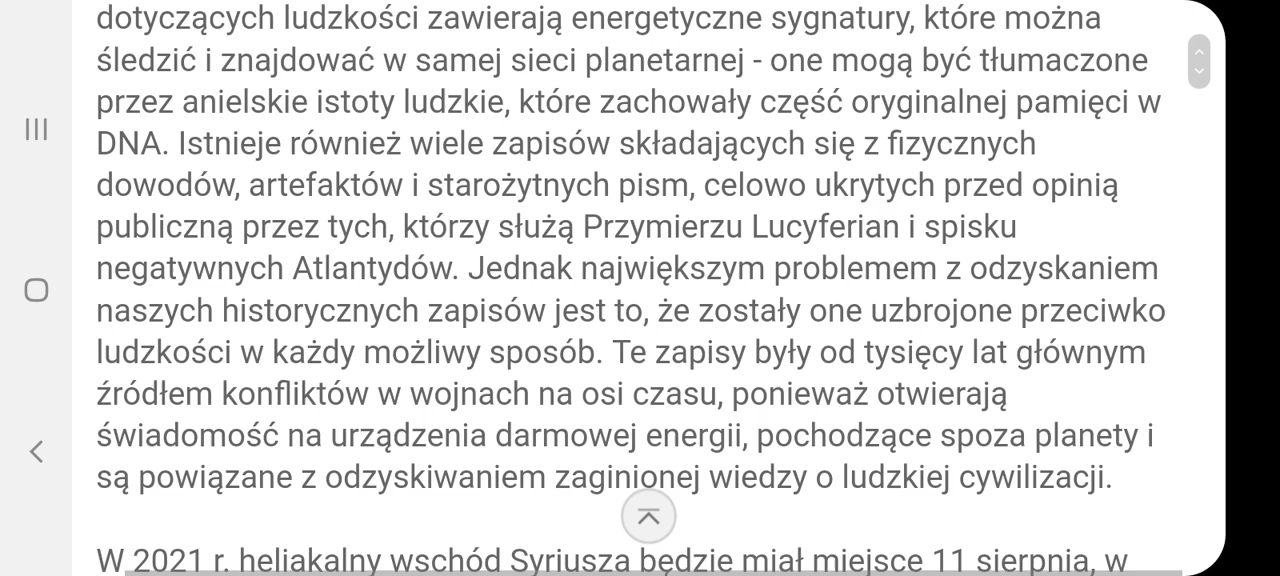 dotyczących ludzkości zawierają energetyczne sygnatury, które można
śledzić i znajdować w samej sieci planetarnej - one mogą być tłumaczone
przez anielskie istoty ludzkie, które zachowały część oryginalnej pamięci w
DNA. Istnieje również wiele zapisów składających się z fizycznych
dowodów, artefaktów i starożytnych pism, celowo ukrytych przed opinią
publiczną przez tych, którzy służą Przymierzu Lucyferian i spisku
negatywnych Atlantydów. Jednak największym problemem z odzyskaniem
naszych historycznych zapisów jest to, że zostały one uzbrojone przeciwko
ludzkości w każdy możliwy sposób. Te zapisy były od tysięcy lat głównym
źródłem konfliktów w wojnach na osi czasu, ponieważ otwierają
świadomość na urządzenia darmowej energii, pochodzące spoza planety i
są powiązane z odzyskiwaniem zaginionej wiedzy o ludzkiej cywilizacji.
W 2021 r. heliakalny wschód Syriusza będzie miał miejsce 11 sierpnia, w